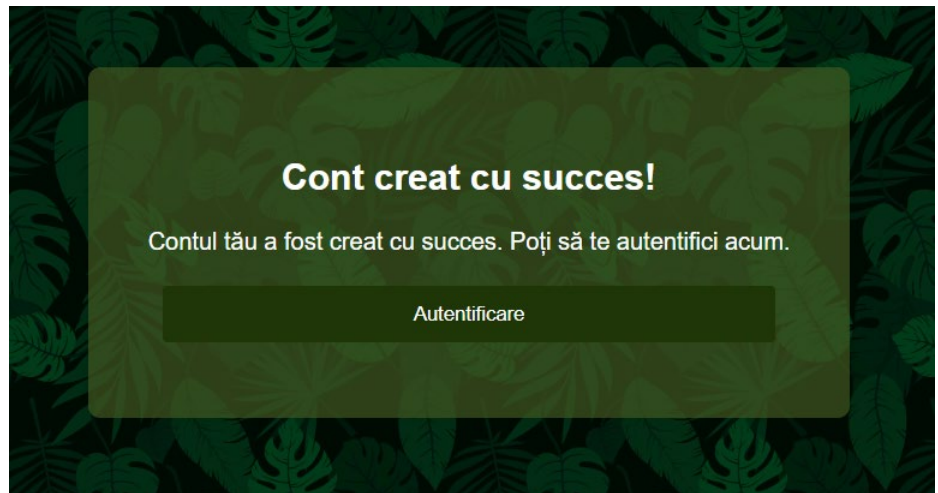 Cont creat cu succes!
Contul tău a fost creat cu succes. Poți să te autentifici acum.
Autentificare